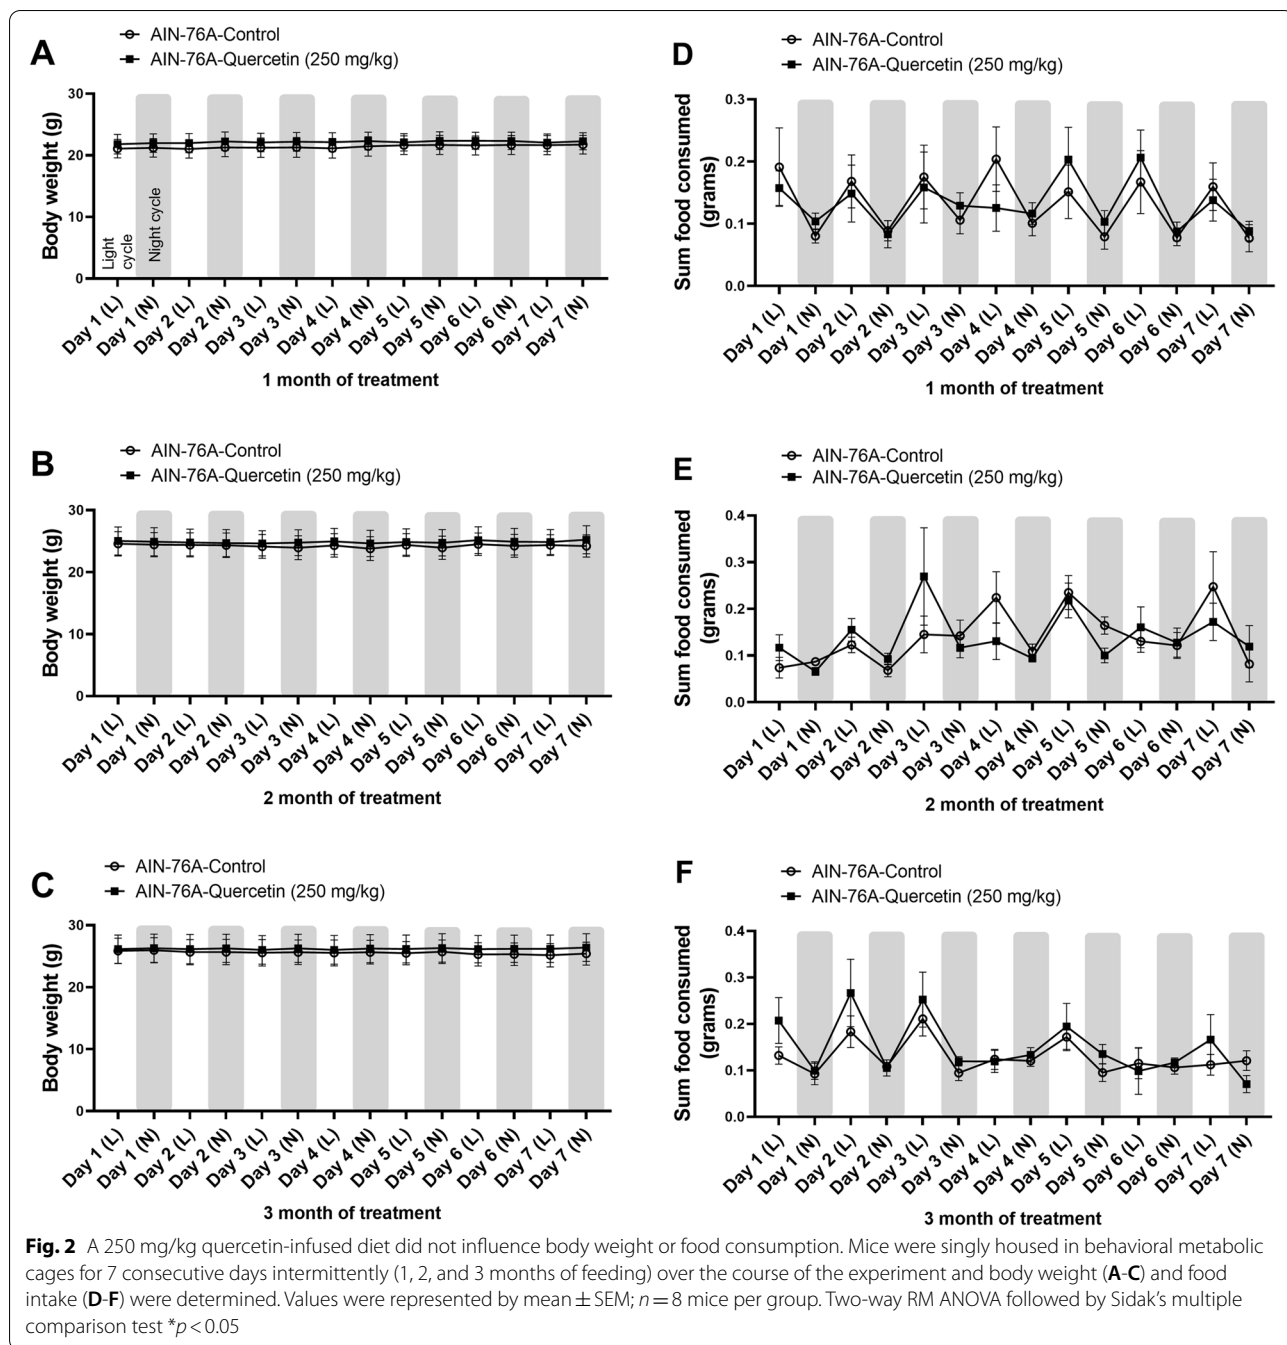 A
AIN-76A-Control
AIN-76A-Quercetin (250 mg/kg)
30
20
10
0
Body weight (g)
Light cycle
Night cycle
Day 1 (L)
Day 1 (N)
Day 2 (L)
Day 2 (N)
Day 3 (L)
Day 3 (N)
Day 4 (L)
Day 4 (N)
Day 5 (L)
Day 5 (N)
Day 6 (L)
Day 6 (N)
Day 7 (L)
Day 7 (N)
1 month of treatment
D
AIN-76A-Control
AIN-76A-Quercetin (250 mg/kg)
0.3
0.2
0.1
0.0
Sum food consumed
(grams)
Day 1 (L)
Day 1 (N)
Day 2 (L)
Day 2 (N)
Day 3 (L)
Day 3 (N)
Day 4 (L)
Day 4 (N)
Day 5 (L)
Day 5 (N)
Day 6 (L)
Day 6 (N)
Day 7 (L)
Day 7 (N)
1 month of treatment
B
AIN-76A-Control
AIN-76A-Quercetin (250 mg/kg)
30
20
10
0
Body weight (g)
Day 1 (L)
Day 1 (N)
Day 2 (L)
Day 2 (N)
Day 3 (L)
Day 3 (N)
Day 4 (L)
Day 4 (N)
Day 5 (L)
Day 5 (N)
Day 6 (L)
Day 6 (N)
Day 7 (L)
Day 7 (N)
2 month of treatment
E
AIN-76A-Control
AIN-76A-Quercetin (250 mg/kg)
0.4
0.3
0.2
0.1
0.0
Sum food consumed
(grams)
Day 1 (L)
Day 1 (N)
Day 2 (L)
Day 2 (N)
Day 3 (L)
Day 3 (N)
Day 4 (L)
Day 4 (N)
Day 5 (L)
Day 5 (N)
Day 6 (L)
Day 6 (N)
Day 7 (L)
Day 7 (N)
2 month of treatment
C
AIN-76A-Control
AIN-76A-Quercetin (250 mg/kg)
30
20
10
0
Body weight (g)
Day 1 (L)
Day 1 (N)
Day 2 (L)
Day 2 (N)
Day 3 (L)
Day 3 (N)
Day 4 (L)
Day 4 (N)
Day 5 (L)
Day 5 (N)
Day 6 (L)
Day 6 (N)
Day 7 (L)
Day 7 (N)
3 month of treatment
F
AIN-76A-Control
AIN-76A-Quercetin (250 mg/kg)
0.4
0.3
0.2
0.1
0.0
Sum food consumed
(grams)
Day 1 (L)
Day 1 (N)
Day 2 (L)
Day 2 (N)
Day 3 (L)
Day 3 (N)
Day 4 (L)
Day 4 (N)
Day 5 (L)
Day 5 (N)
Day 6 (L)
Day 6 (N)
Day 7 (L)
Day 7 (N)
3 month of treatment
Fig. 2 A 250 mg/kg quercetin-infused diet did not influence body weight or food consumption. Mice were singly housed in behavioral metabolic
cages for 7 consecutive days intermittently (1, 2, and 3 months of feeding) over the course of the experiment and body weight (A-C) and food
intake (D-F) were determined. Values were represented by mean ± SEM; n = 8 mice per group. Two-way RM ANOVA followed by Sidak's multiple
comparison test *p < 0.05